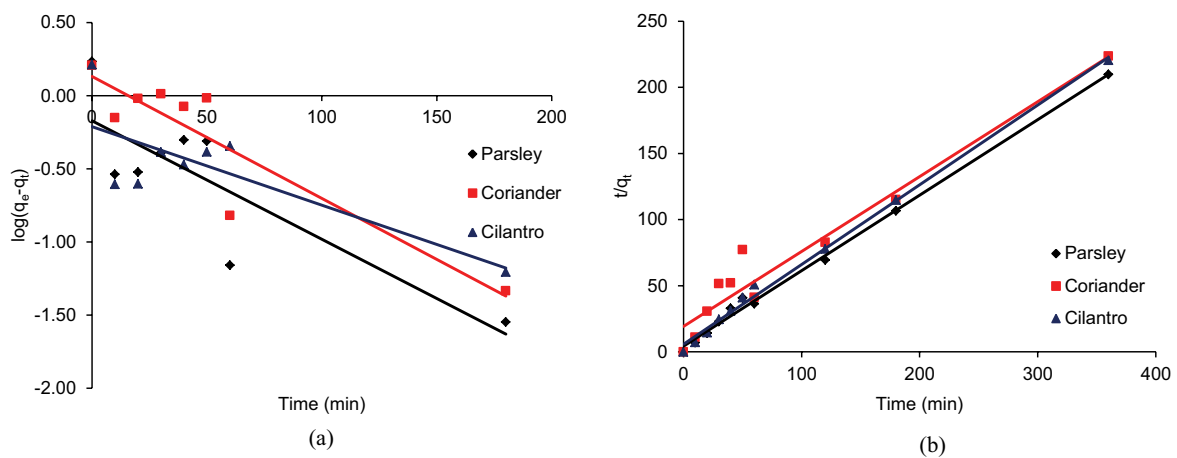 0.50
0.00
-0.50
-1.00
-1.50
-2.00
0
50
100
150
200
log(qe-qt)
Time (min)
Parsley
Coriander
Cilantro
(a)
250
200
150
100
50
0
0
100
200
300
400
t/qt
Time (min)
Parsley
Coriander
Cilantro
(b)